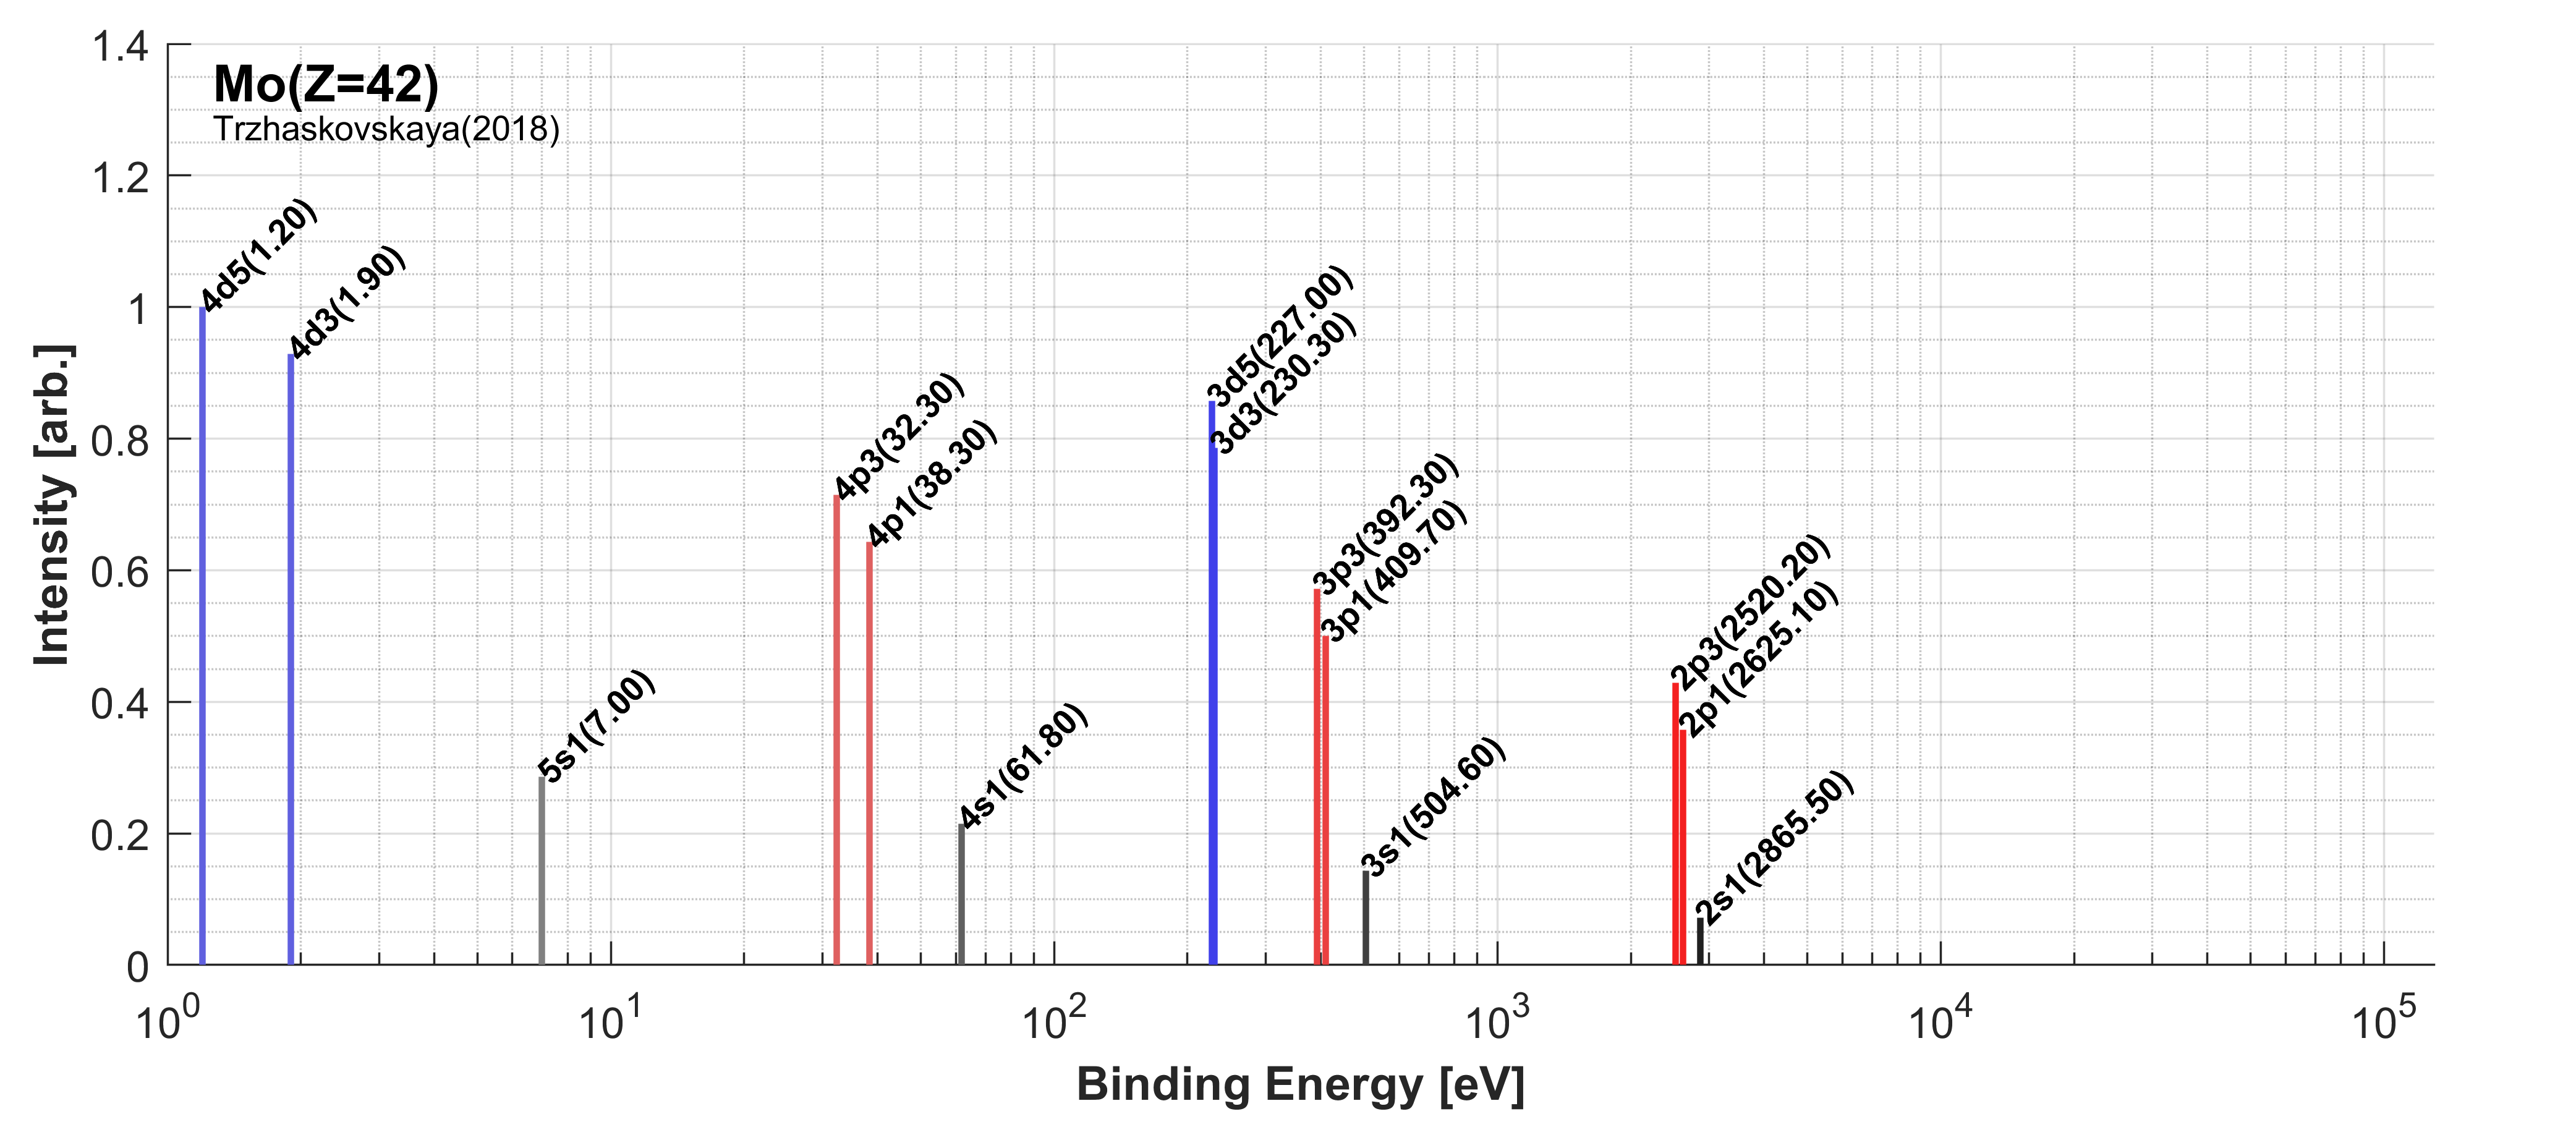 Mo(Z=42)
Trzhaskovskaya(2018)
Intensity [arb.]
1.4
1.2
1
0.8
0.6
0.4
0.2
0
4d5(1.20)
4d3(1.90)
5s1(7.00)
4p3(32.30)
4p1(38.30)
4s1(61.80)
3d5(227.00)
3d3(230.30)
3p3(392.30)
3p1(409.70)
3s1(504.60)
2p3(2520.20)
2p1(2625.10)
2s1(2865.50)
10^0 10^1 10^2 10^3 10^4 10^5
Binding Energy [eV]